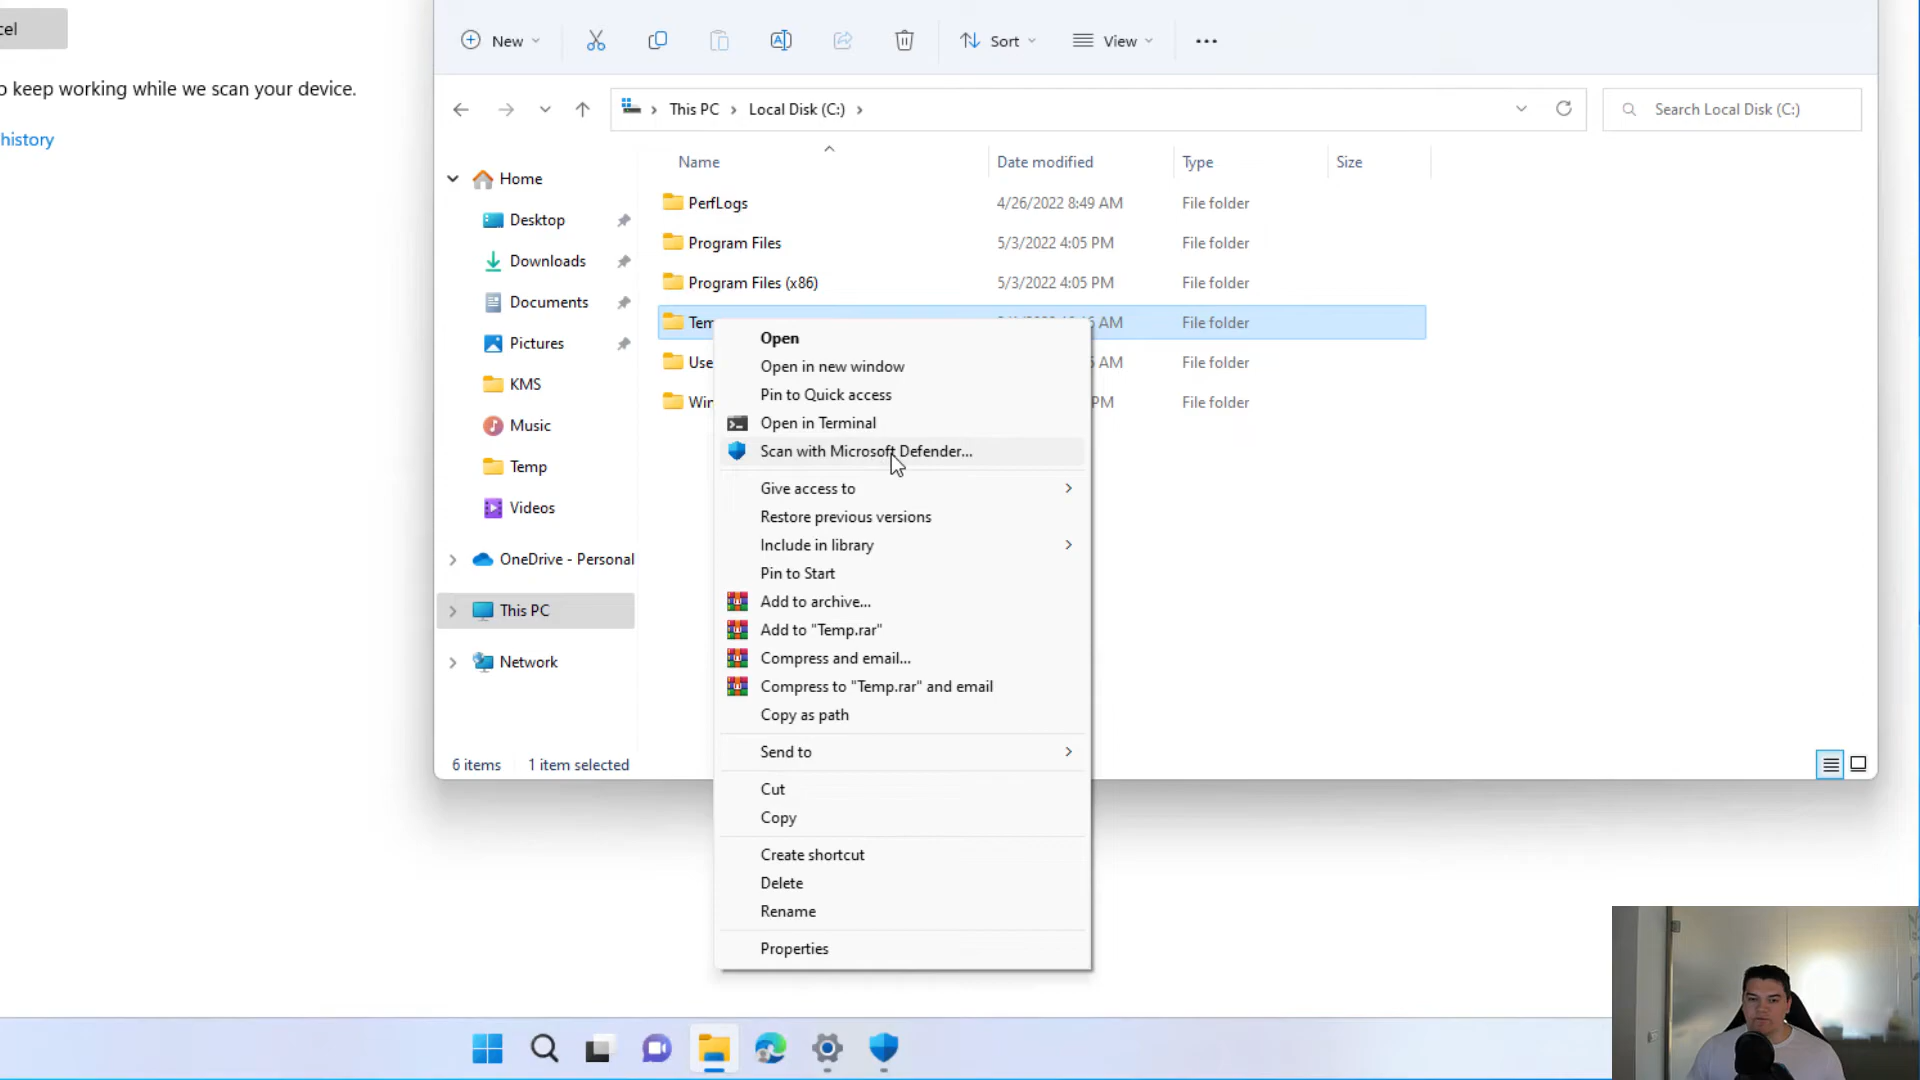 cel
o keep working while we scan your device.
history
New
Sort
View
This PC
Local Disk (C:)
Search Local Disk (C:)
Name
Date modified
Type
Size
Home
Desktop
Downloads
Documents
Pictures
KMS
Music
Temp
Videos
OneDrive - Personal
This PC
Network
PerfLogs 4/26/2022 8:49 AM File folder
Program Files 5/3/2022 4:05 PM File folder
Program Files (x86) 5/3/2022 4:05 PM File folder
Tem AM File folder
Use AM File folder
Win PM File folder
Open
Open in new window
Pin to Quick access
Open in Terminal
Scan with Microsoft Defender...
Give access to
Restore previous versions
Include in library
Pin to Start
Add to archive...
Add to "Temp.rar"
Compress and email...
Compress to "Temp.rar" and email
Copy as path
Send to
Cut
Copy
Create shortcut
Delete
Rename
Properties
6 items
1 item selected